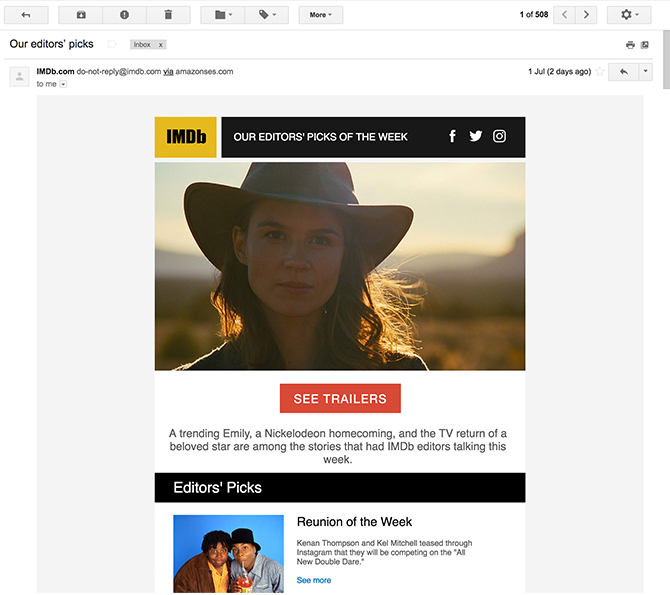 More
1 of 508
Our editors' picks
Inbox x
IMDb.com do-not-reply@imdb.com via amazonses.com
1 Jul (2 days ago)
to me
IMDb
OUR EDITORS' PICKS OF THE WEEK
SEE TRAILERS
A trending Emily, a Nickelodeon homecoming, and the TV return of a
beloved star are among the stories that had IMDb editors talking this
week.
Editors' Picks
Reunion of the Week
Kenan Thompson and Kel Mitchell teased through
Instagram that they will be competing on the "All
New Double Dare."
See more